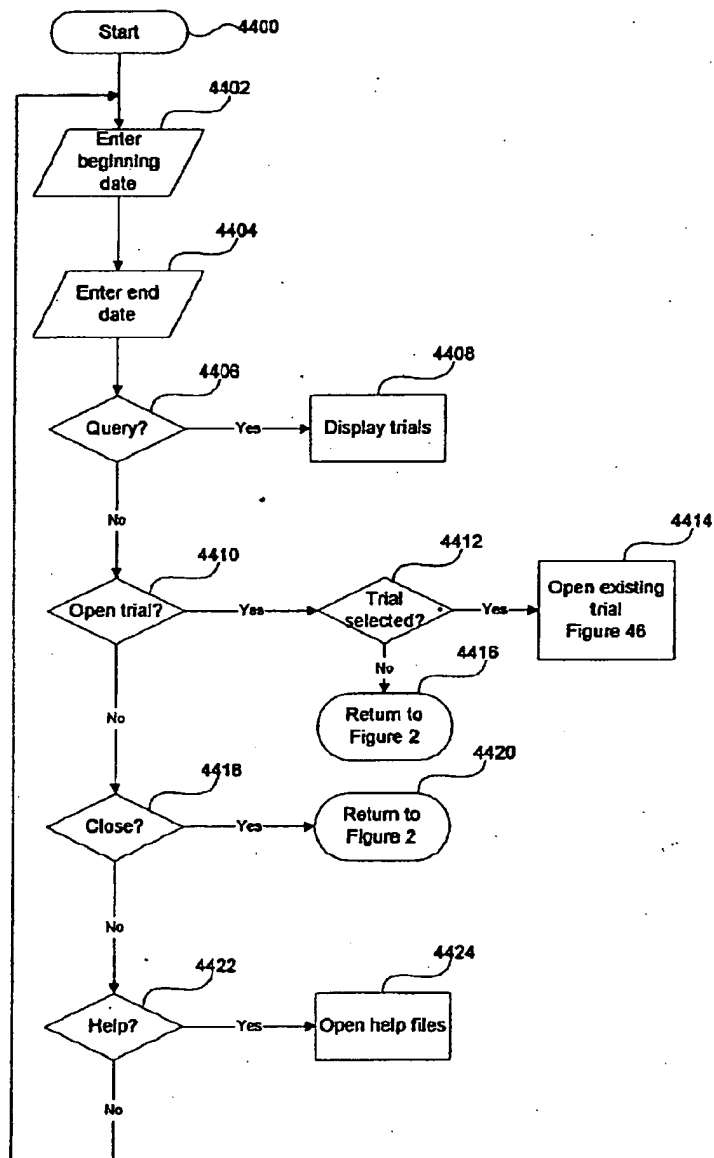 Start
4400
4402
Enter
beginning
date
4404
Enter end
date
4406
Query?
Yes
4408
Display trials
No
4410
Open trial?
Yes
4412
Trial
selected?
Yes
4414
Open existing
trial
Figure 46
No
4416
Return to
Figure 2
No
4418
Close?
Yes
4420
Return to
Figure 2
No
4422
Help?
Yes
4424
Open help files
No